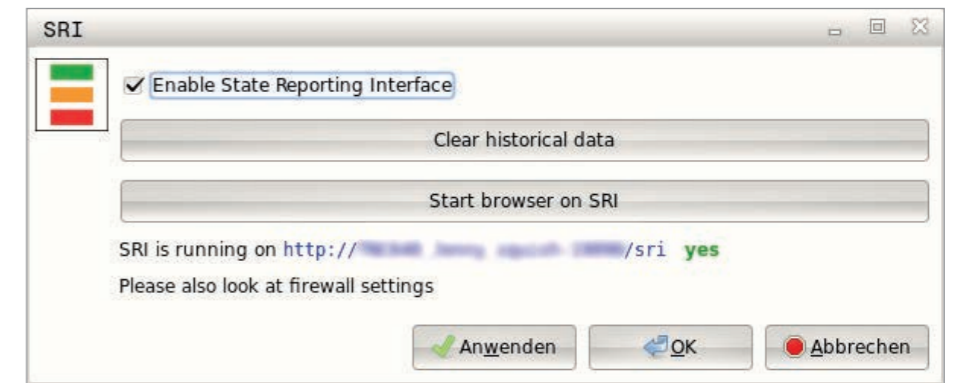 SRI
Enable State Reporting Interface
Clear historical data
Start browser on SRI
SRI is running on http:// /sri yes
Please also look at firewall settings
Anwenden OK Abbrechen